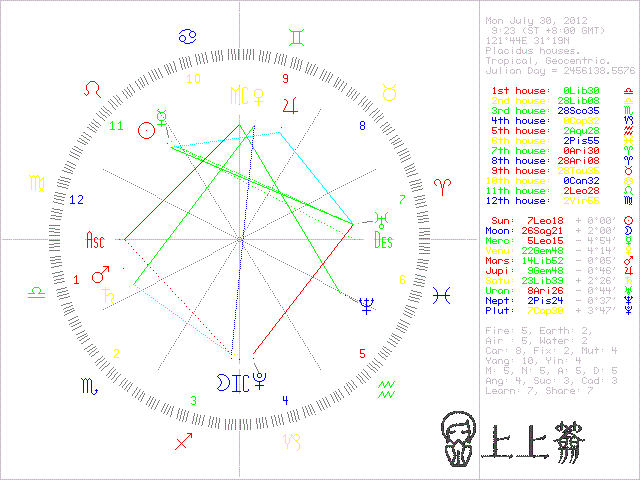 Mon July 30, 2012
9:23 (ST +8:00 GMT)
121°44E 31°19N
Placidus houses.
Tropical, Geocentric.
Julian Day = 2456138.5576
1st house: 0Lib30
2nd house: 28Lib08
3rd house: 28Sco35
4th house: 0Cap32
5th house: 2Aqu28
6th house: 2Pis55
7th house: 0Ari30
8th house: 28Ari08
9th house: 28Tau35
10th house: 0Can32
11th house: 2Leo28
12th house: 2Vir55
Sun: 7Leo18 + 0°00'
Moon: 26Sag21 + 2°00'
Merc: 5Leo15 - 4°54'
Venu: 22Gem48 - 4°14'
Mars: 14Lib52 - 0°05'
Jupi: 9Gem48 - 0°46'
Satu: 23Lib39 + 2°26'
Uran: 8Ari26 - 0°44'
Nept: 2Pis24 - 0°37'
Plut: 7Cap30 + 3°47'
Fire: 5, Earth: 2,
Air : 5, Water: 2
Car: 8, Fix: 2, Mut: 4
Yang: 10, Yin: 4
M: 5, N: 5, A: 5, D: 5
Ang: 4, Suc: 3, Cad: 3
Learn: 7, Share: 7
10
9
11
MC
8
12
7
Asc
Des
1
6
2
5
IC
3
4
上上籤